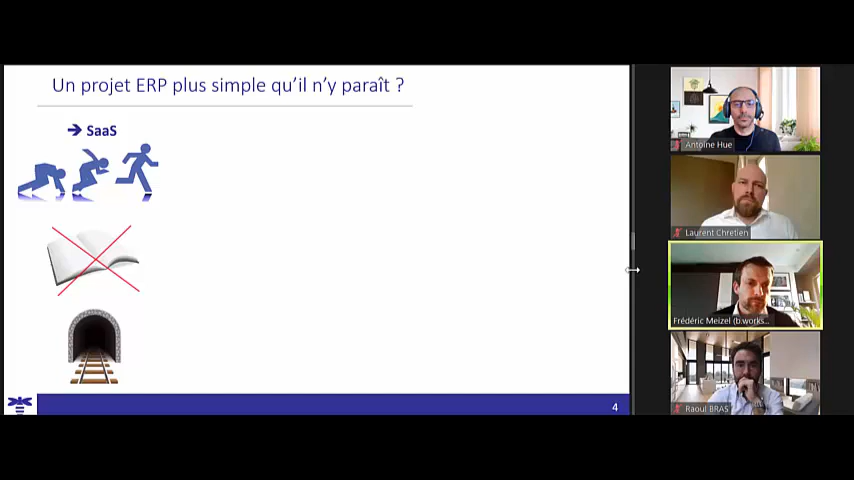 Un projet ERP plus simple qu'il n'y paraît ?
➔ SaaS
4
Antoine Hue
Laurent Chretien
Frédéric Meizel (b.works...
Raoul BRAS